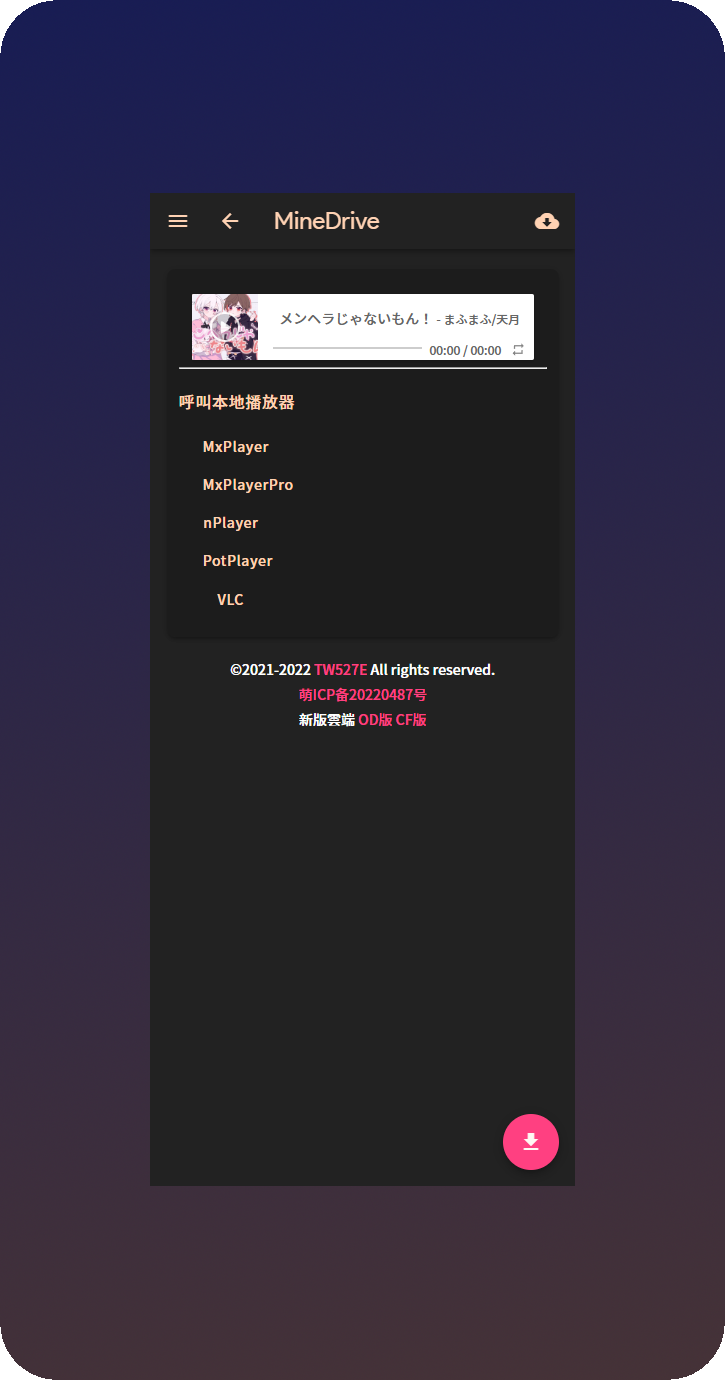 MineDrive
メンヘラじゃないもん！ - まふまふ/天月
00:00 / 00:00
呼叫本地播放器
MxPlayer
MxPlayerPro
nPlayer
PotPlayer
VLC
©2021-2022 TW527E All rights reserved.
萌ICP备20220487号
新版雲端 OD版 CF版